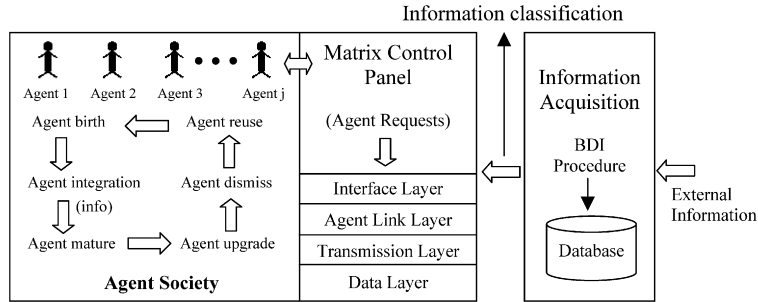 Information classification
Agent 1
Agent 2
Agent 3
Agent j
Agent birth
Agent reuse
Agent integration
(info)
Agent dismiss
Agent mature
Agent upgrade
Agent Society
Matrix Control
Panel
(Agent Requests)
Interface Layer
Agent Link Layer
Transmission Layer
Data Layer
Information
Acquisition
BDI
Procedure
Database
External
Information